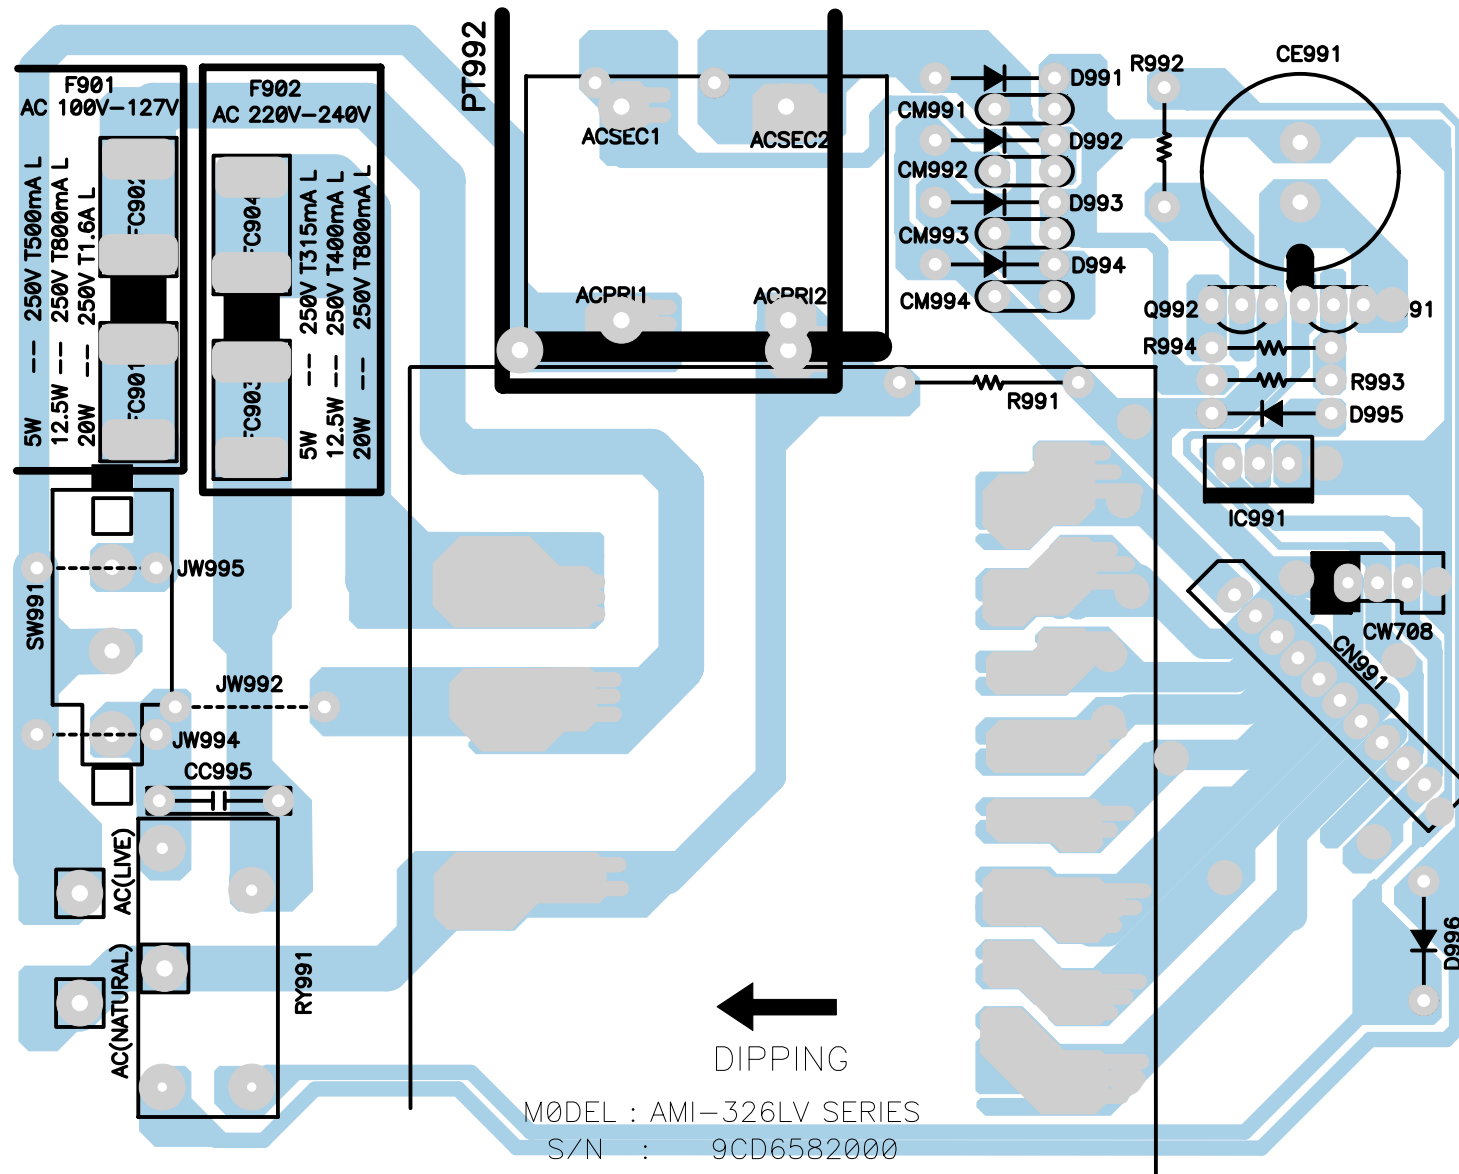 F901
AC 100V-127V
5W -- 250V T500mA L
12.5W -- 250V T800mA L
20W -- 250V T1.6A L
FC902
FC901
F902
AC 220V-240V
FC904
FC903
5W -- 250V T315mA L
12.5W -- 250V T400mA L
20W -- 250V T800mA L
PT992
ACSEC1
ACSEC2
ACPRI1
ACPRI2
D991
CM991
D992
CM992
D993
CM993
D994
CM994
R991
R992
CE991
Q992
91
R994
R993
D995
IC991
CW708
CN991
D996
SW991
JW995
JW992
JW994
CC995
AC(LIVE)
AC(NATURAL)
RY991
DIPPING
MØDEL : AMI-326LV SERIES
S/N : 9CD6582000